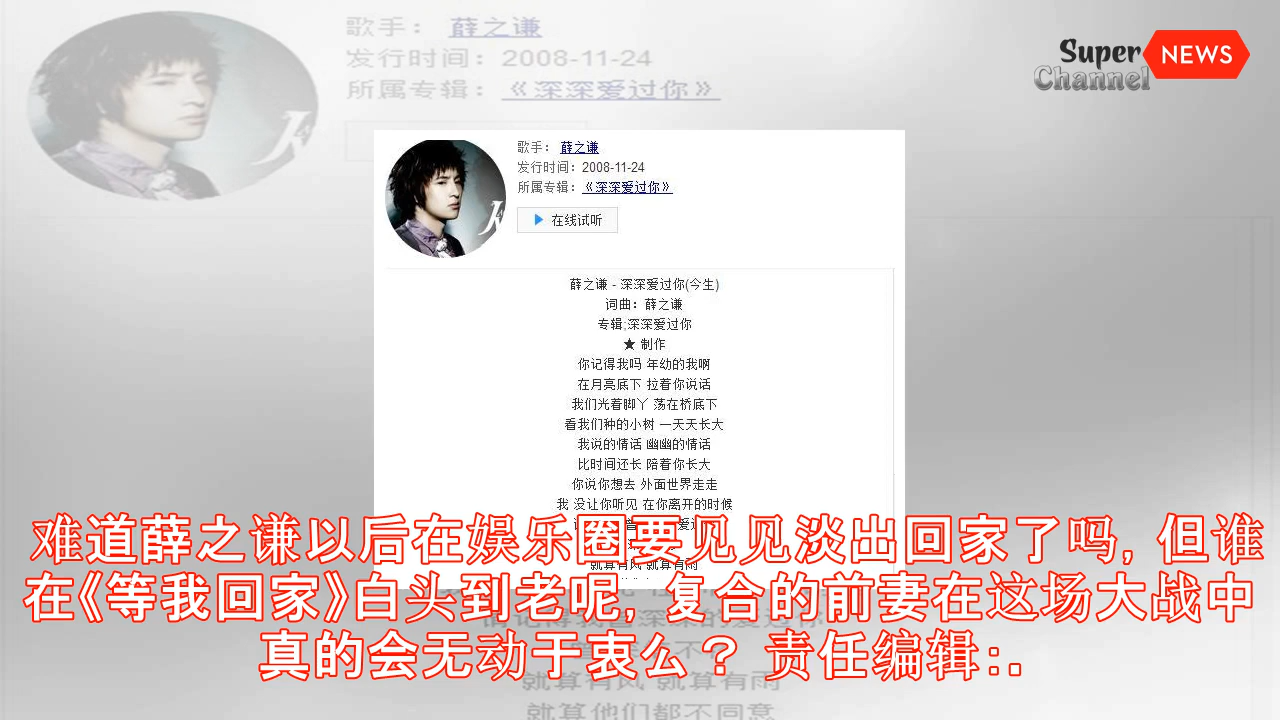 歌手： 薛之谦
发行时间：2008-11-24
所属专辑：《深深爱过你》
Super
Channel
NEWS
歌手： 薛之谦
发行时间：2008-11-24
所属专辑：《深深爱过你》
在线试听
薛之谦 - 深深爱过你(今生)
词曲：薛之谦
专辑:深深爱过你
★ 制作
你记得我吗 年幼的我啊
在月亮底下 拉着你说话
我们光着脚丫 荡在桥底下
看我们种的小树 一天天长大
我说的情话 幽幽的情话
比时间还长 陪着你长大
你说你想去 外面世界走走
我 没让你听见 在你离开的时候
难道薛之谦以后在娱乐圈要见见淡出回家了吗, 但谁
就算有风 就算有雨
在《等我回家》白头到老呢, 复合的前妻在这场大战中
真的会无动于衷么？ 责任编辑:.
就算有风 就算有雨
就算他们都不同意